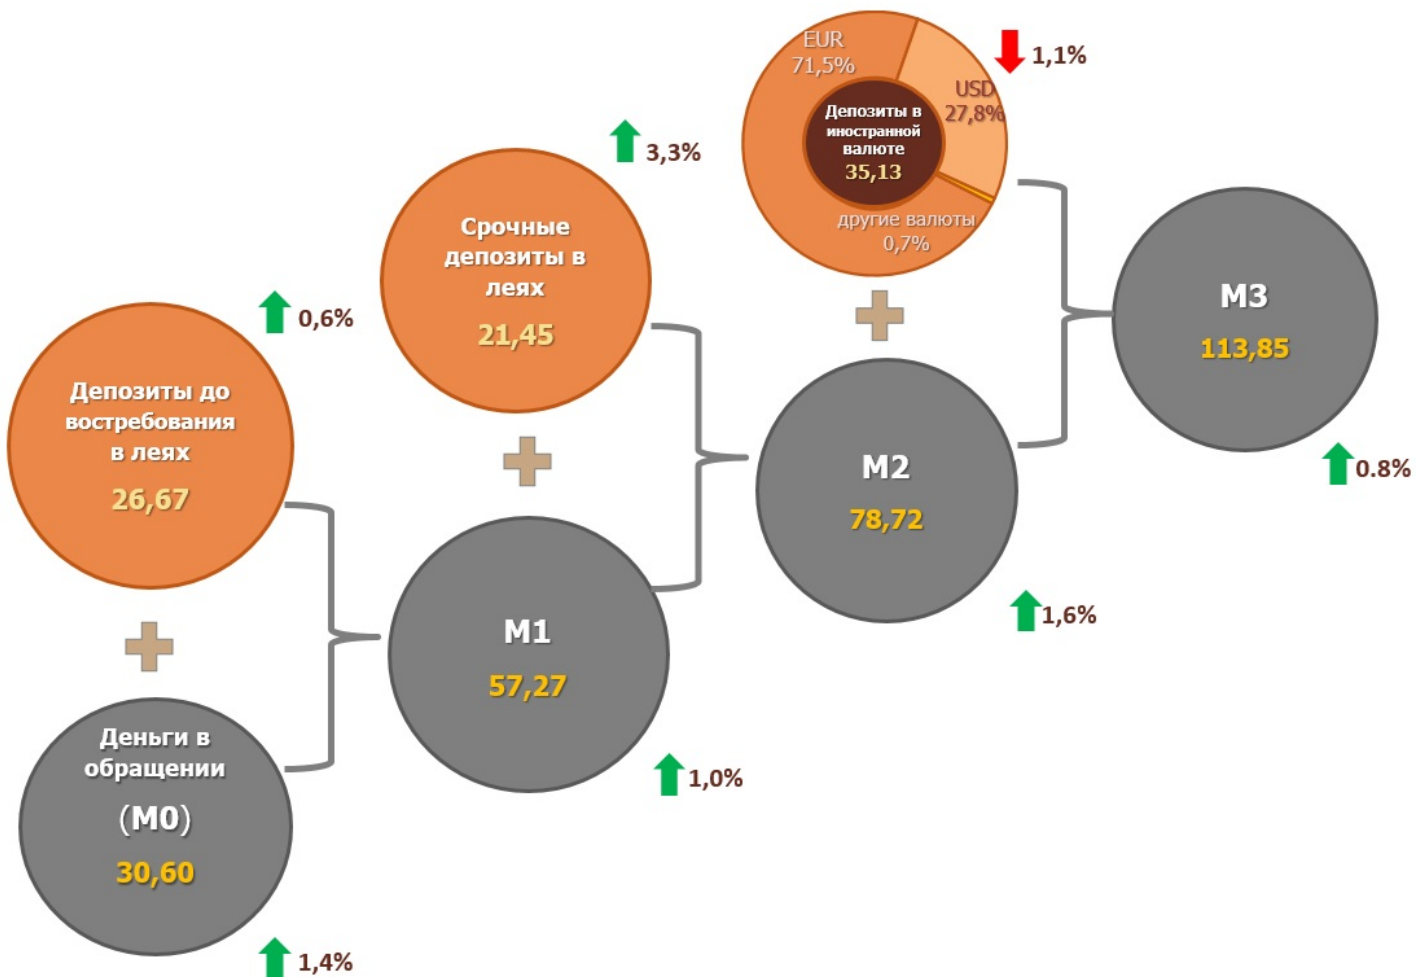 EUR
71,5%
1,1%
USD
27,8%
Депозиты в
иностранной
валюте
35,13
другие валюты
0,7%
3,3%
Срочные
депозиты в
леях
21,45
M3
113,85
0.8%
0,6%
Депозиты до
востребования
в леях
26,67
M2
78,72
1,6%
M1
57,27
1,0%
Деньги в
обращении
(M0)
30,60
1,4%